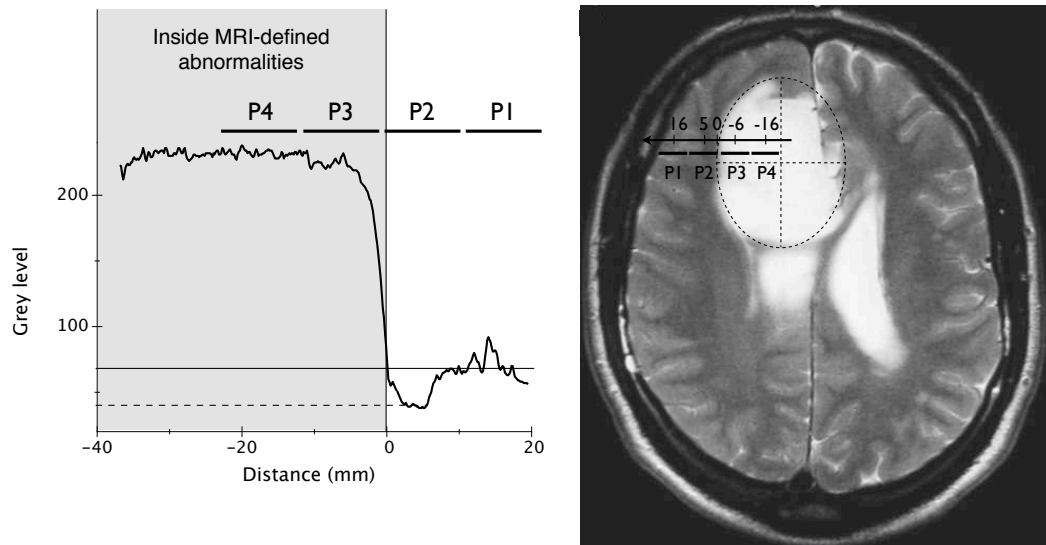 Inside MRI-defined
abnormalities
P4 P3 P2 P1
200
100
Grey level
−40 −20 0 20
Distance (mm)
16 5 0 -6 -16
P1 P2 P3 P4